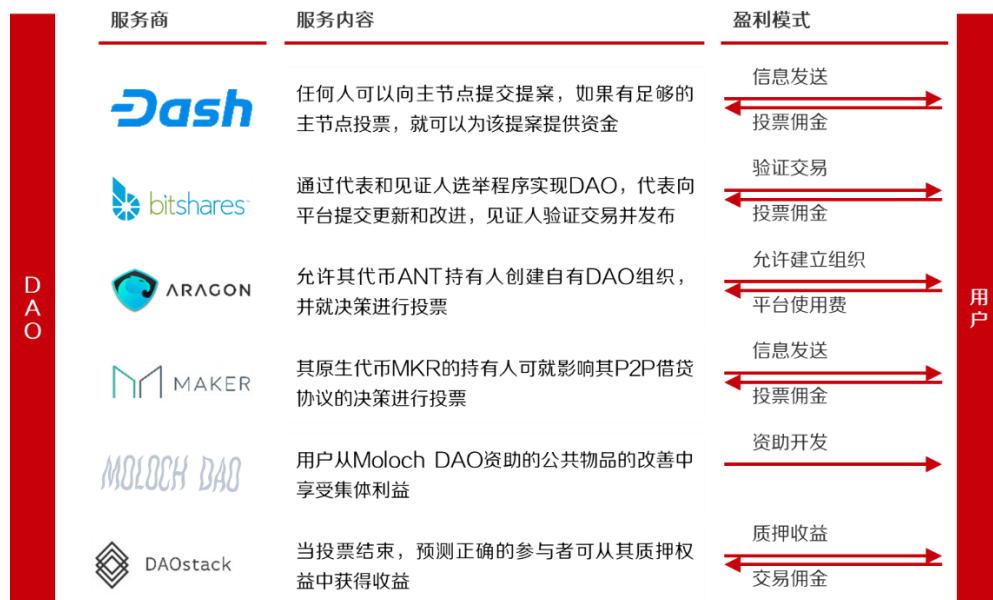 服务商
服务内容
盈利模式
DAO
用户
Dash
任何人可以向主节点提交提案，如果有足够的
主节点投票，就可以为该提案提供资金
信息发送
投票佣金
bitshares
通过代表和见证人选举程序实现DAO，代表向
平台提交更新和改进，见证人验证交易并发布
验证交易
投票佣金
ARAGON
允许其代币ANT持有人创建自有DAO组织，
并就决策进行投票
允许建立组织
平台使用费
MAKER
其原生代币MKR的持有人可就影响其P2P借贷
协议的决策进行投票
信息发送
投票佣金
MOLOCH DAO
用户从Moloch DAO资助的公共物品的改善中
享受集体利益
资助开发
DAOstack
当投票结束，预测正确的参与者可从其质押权
益中获得收益
质押收益
交易佣金